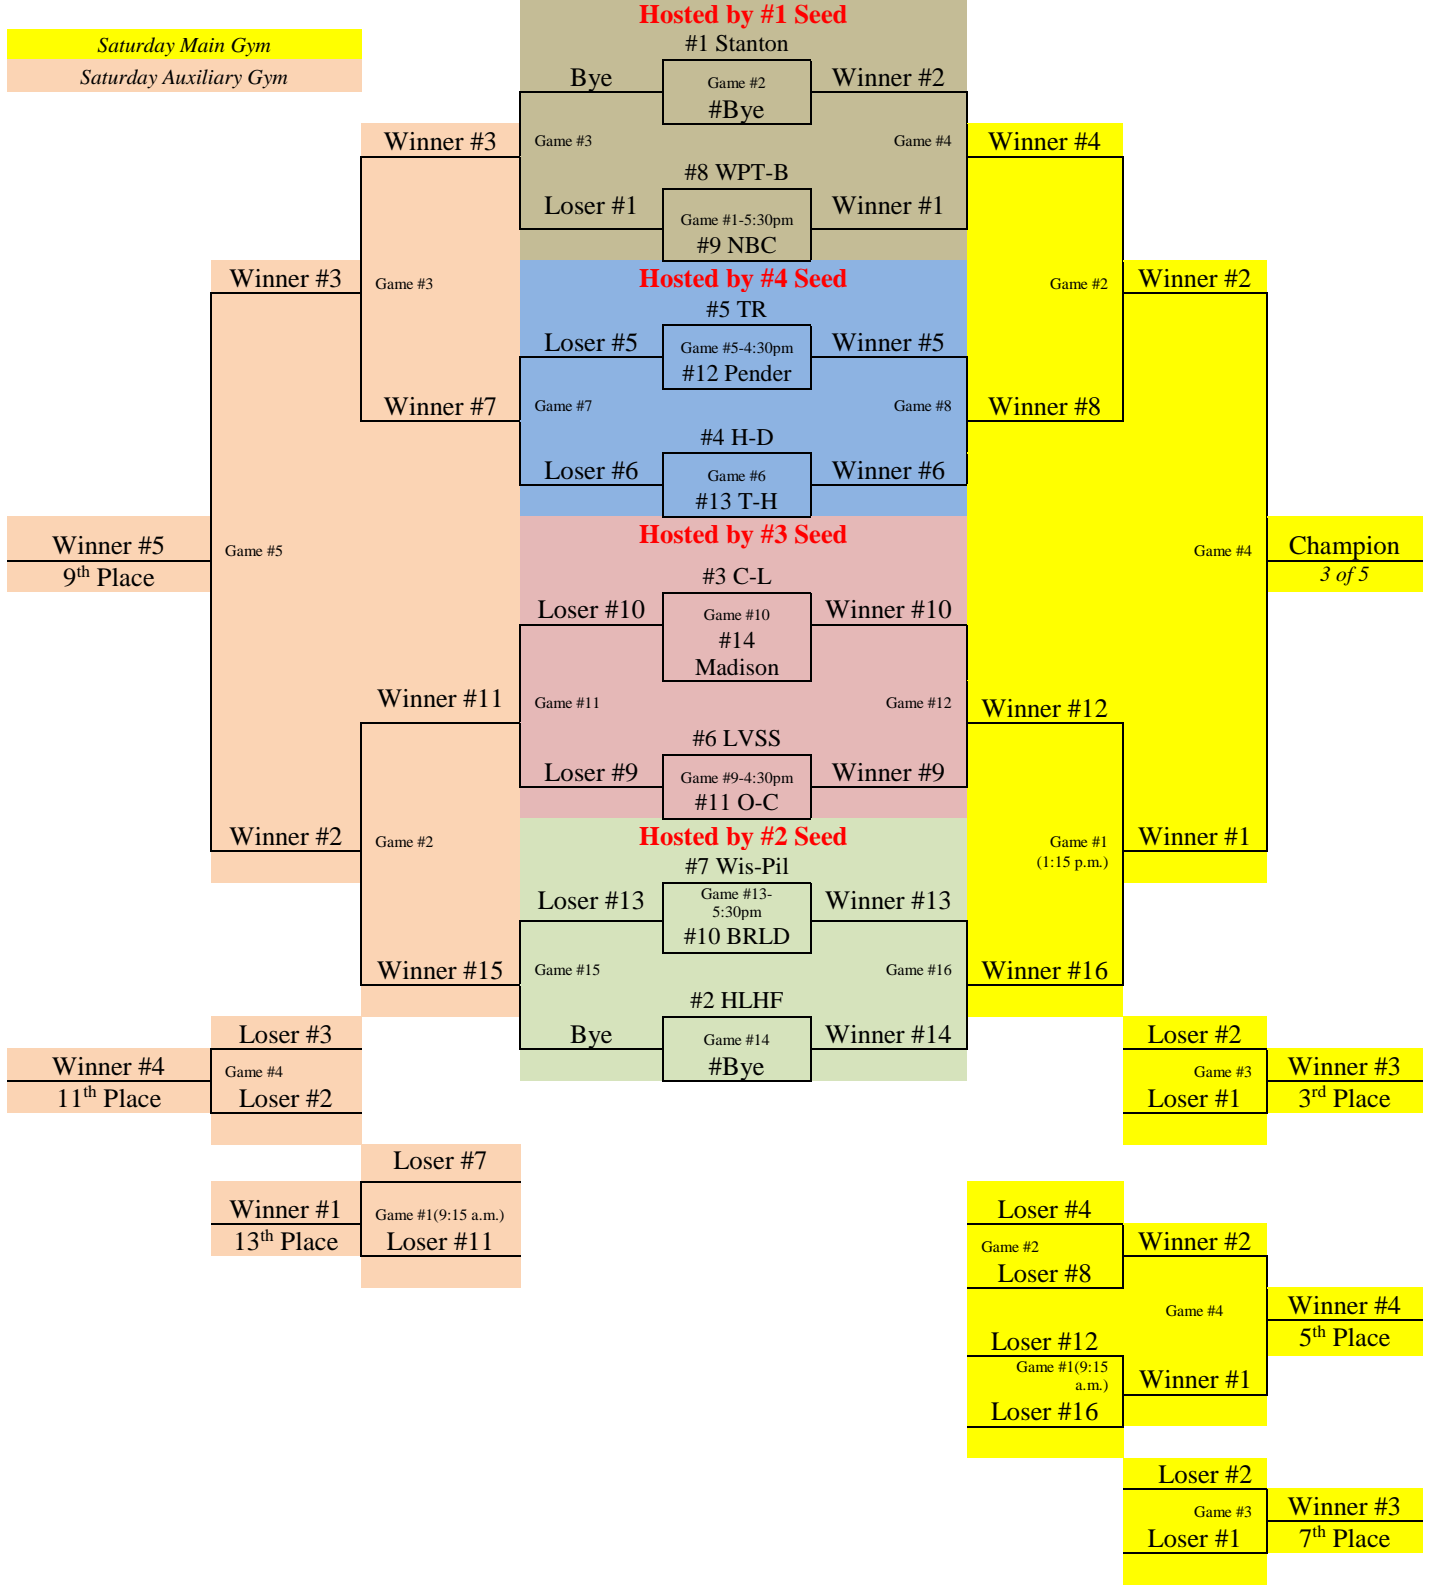 Hosted by #1 Seed
Saturday Main Gym
#1 Stanton
Saturday Auxiliary Gym
Bye
Game #2
Winner #2
#Bye
Winner #3
Game #3
Game #4
Winner #4
#8 WPT-B
Loser #1
Game #1-5:30pm
Winner #1
#9 NBC
Winner #3
Game #3
Hosted by #4 Seed
Game #2
Winner #2
#5 TR
Loser #5
Game #5-4:30pm
Winner #5
#12 Pender
Winner #7
Game #7
Game #8
Winner #8
#4 H-D
Loser #6
Game #6
Winner #6
#13 T-H
Hosted by #3 Seed
Winner #5
Game #5
Game #4
Champion
9th Place
3 of 5
#3 C-L
Loser #10
Game #10
Winner #10
#14
Madison
Winner #11
Game #11
Game #12
Winner #12
#6 LVSS
Loser #9
Game #9-4:30pm
Winner #9
#11 O-C
Winner #2
Game #2
Hosted by #2 Seed
Game #1
(1:15 p.m.)
Winner #1
#7 Wis-Pil
Loser #13
Game #13-
5:30pm
Winner #13
#10 BRLD
Winner #15
Game #15
Game #16
Winner #16
#2 HLHF
Loser #3
Bye
Game #14
Winner #14
Loser #2
Winner #4
Game #4
#Bye
Game #3
Winner #3
11th Place
Loser #2
Loser #1
3rd Place
Loser #7
Winner #1
Game #1(9:15 a.m.)
Loser #4
13th Place
Loser #11
Game #2
Winner #2
Loser #8
Game #4
Winner #4
5th Place
Loser #12
Game #1(9:15
a.m.)
Winner #1
Loser #16
Loser #2
Game #3
Winner #3
Loser #1
7th Place